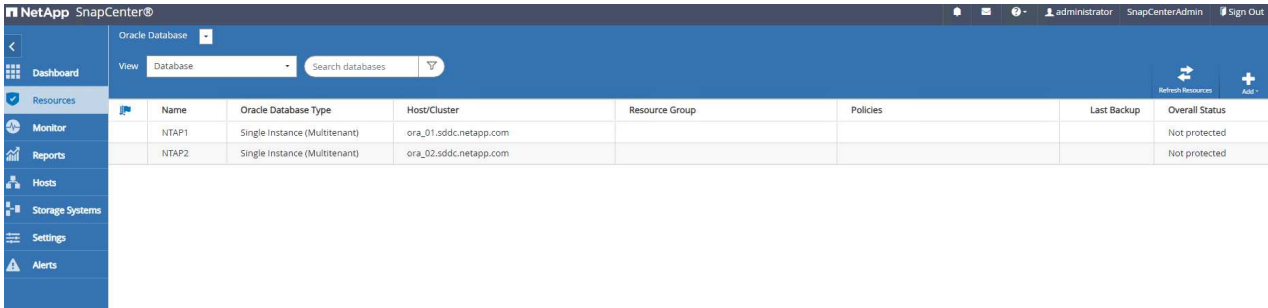 NetApp SnapCenter® administrator SnapCenterAdmin Sign Out
Oracle Database
View Database Search databases
Refresh Resources Add
Dashboard
Resources
Monitor
Reports
Hosts
Storage Systems
Settings
Alerts
Name Oracle Database Type Host/Cluster Resource Group Policies Last Backup Overall Status
NTAP1 Single Instance (Multitenant) ora_01.sddc.netapp.com Not protected
NTAP2 Single Instance (Multitenant) ora_02.sddc.netapp.com Not protected